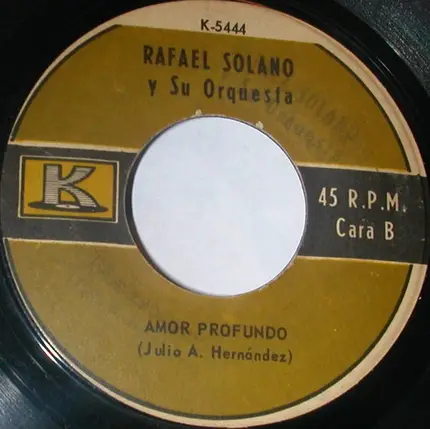 K-5444
RAFAEL SOLANO
y Su Orquesta
K
45 R.P.M.
Cara B
AMOR PROFUNDO
(Julio A. Hernández)